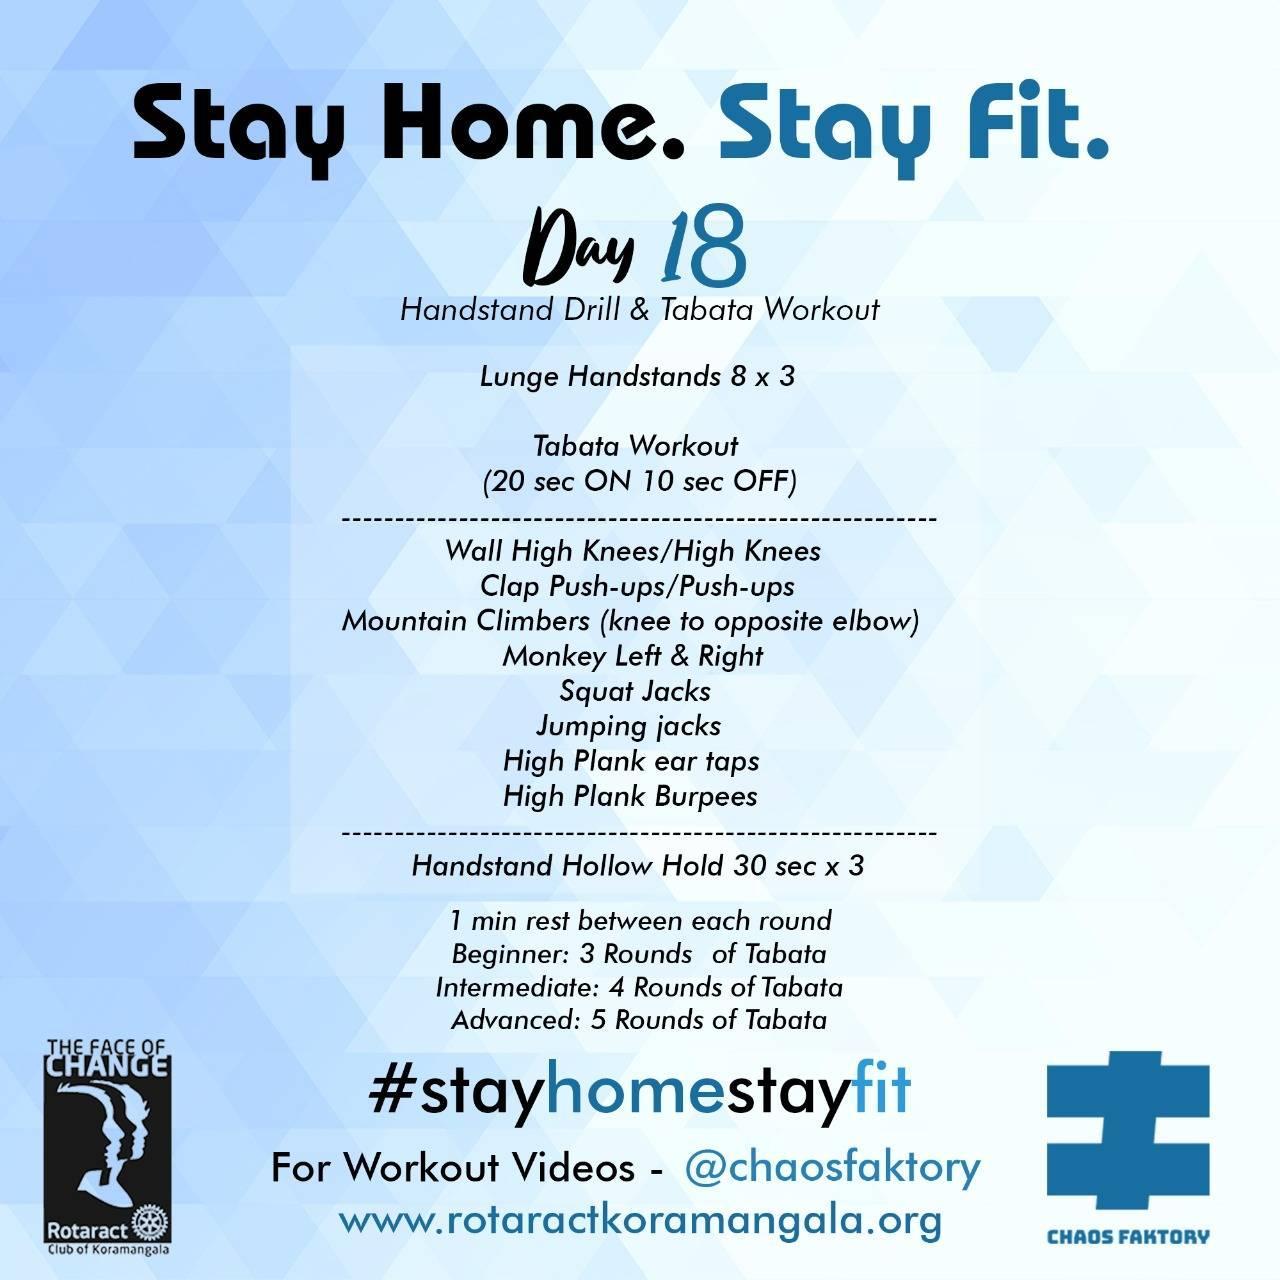 Stay Home. Stay Fit.
Day 18
Handstand Drill & Tabata Workout
Lunge Handstands 8 x 3
Tabata Workout
(20 sec ON 10 sec OFF)
--------------------------------------------------------
Wall High Knees/High Knees
Clap Push-ups/Push-ups
Mountain Climbers (knee to opposite elbow)
Monkey Left & Right
Squat Jacks
Jumping jacks
High Plank ear taps
High Plank Burpees
--------------------------------------------------------
Handstand Hollow Hold 30 sec x 3
1 min rest between each round
Beginner: 3 Rounds of Tabata
Intermediate: 4 Rounds of Tabata
Advanced: 5 Rounds of Tabata
#stayhomestayfit
For Workout Videos - @chaosfaktory
www.rotaractkoramangala.org
THE FACE OF
CHANGE
Rotaract
Club of Koramangala
CHAOS FAKTORY